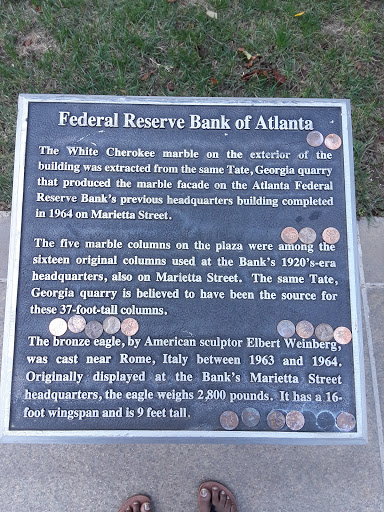 Federal Reserve Bank of Atlanta
The White Cherokee marble on the exterior of the
building was extracted from the same Tate, Georgia quarry
that produced the marble facade on the Atlanta Federal
Reserve Bank's previous headquarters building completed
in 1964 on Marietta Street.
The five marble columns on the plaza were among the
sixteen original columns used at the Bank's 1920's-era
headquarters, also on Marietta Street. The same Tate,
Georgia quarry is believed to have been the source for
these 37-foot-tall columns.
The bronze eagle, by American sculptor Elbert Weinberg,
was cast near Rome, Italy between 1963 and 1964.
Originally displayed at the Bank's Marietta Street
headquarters, the eagle weighs 2,800 pounds. It has a 16-
foot wingspan and is 9 feet tall.